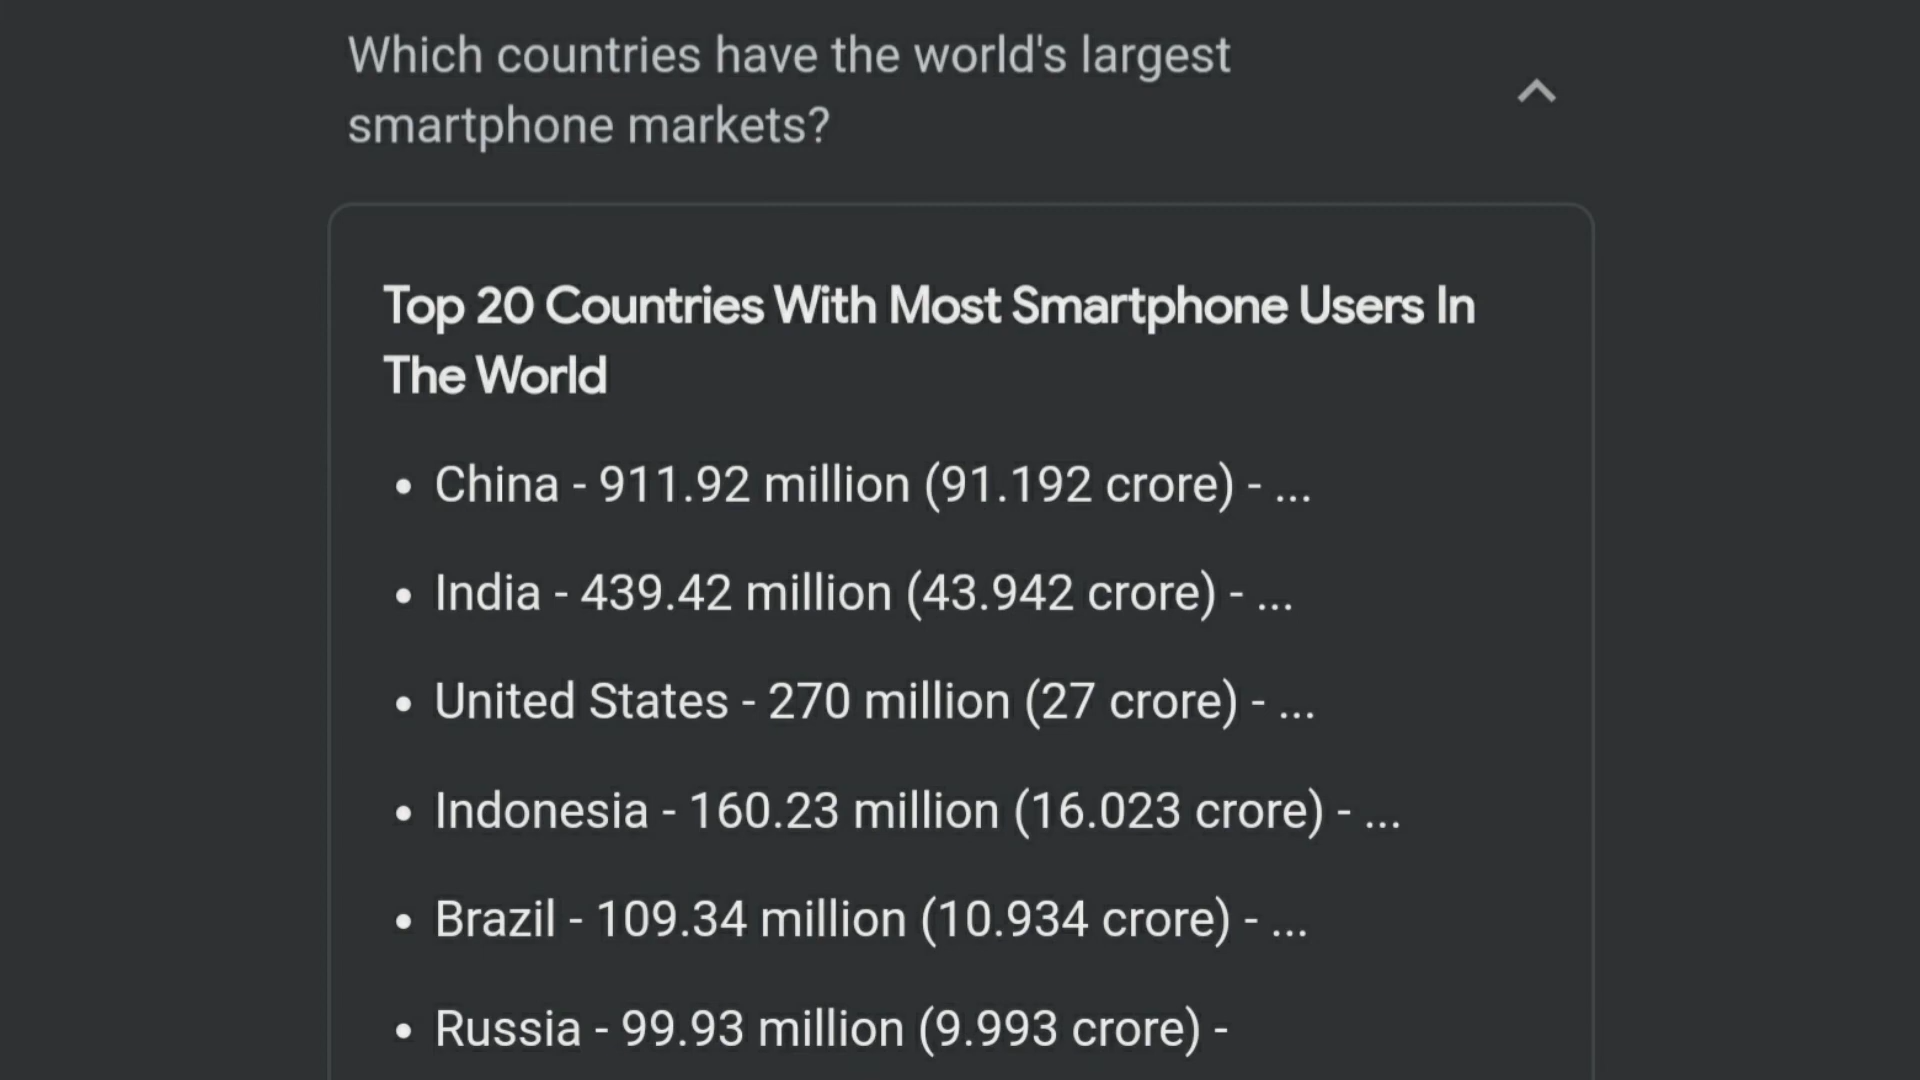 Which countries have the world's largest
smartphone markets?
Top 20 Countries With Most Smartphone Users In
The World
• China - 911.92 million (91.192 crore) - ...
• India - 439.42 million (43.942 crore) - ...
• United States - 270 million (27 crore) - ...
• Indonesia - 160.23 million (16.023 crore) - ...
• Brazil - 109.34 million (10.934 crore) - ...
• Russia - 99.93 million (9.993 crore) -